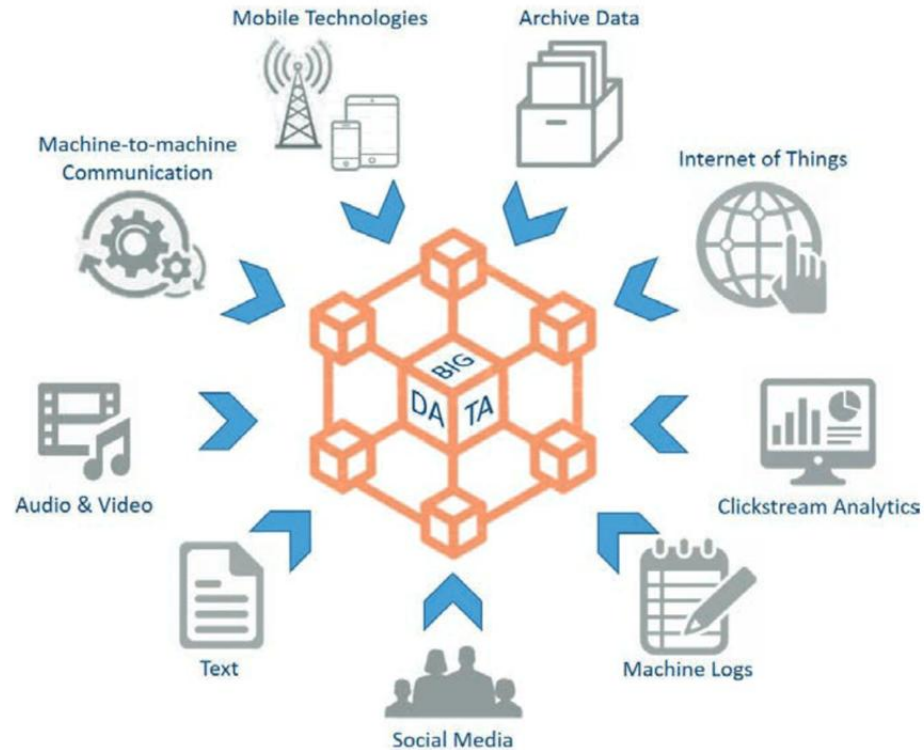 Mobile Technologies
Archive Data
Machine-to-machine
Communication
Internet of Things
BIG
DA TA
Audio & Video
Clickstream Analytics
Text
Machine Logs
Social Media